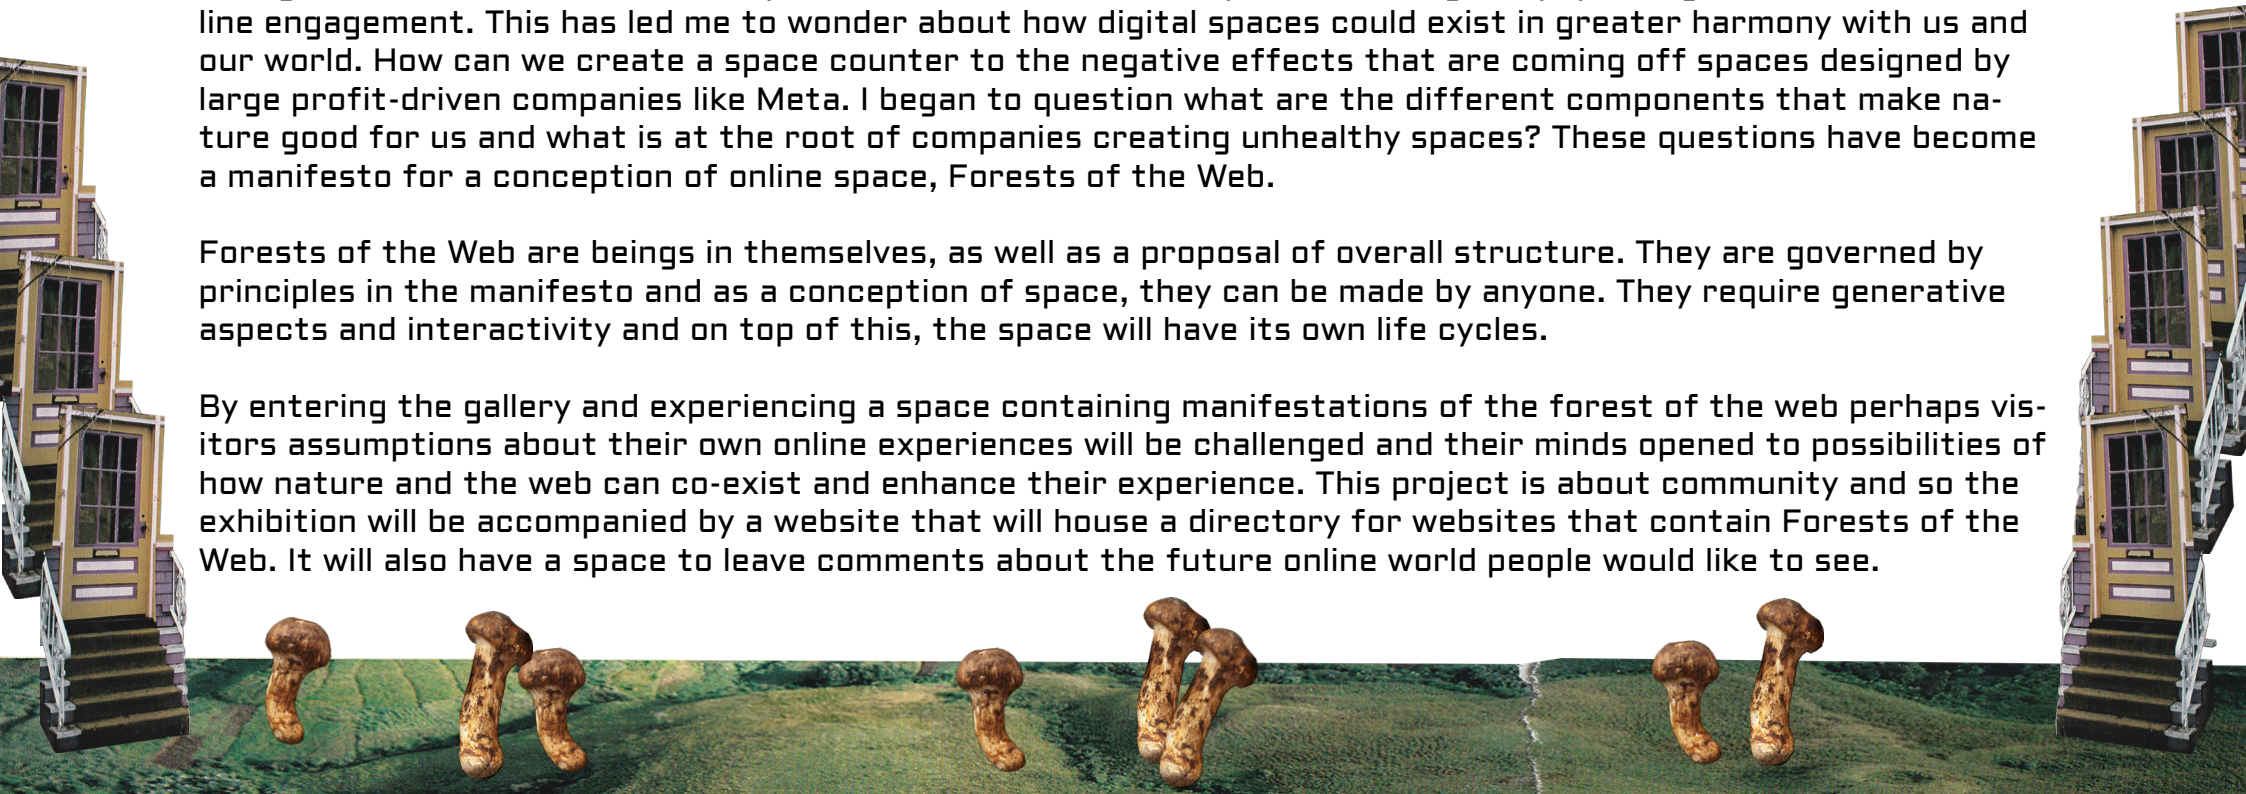 line engagement. This has led me to wonder about how digital spaces could exist in greater harmony with us and
our world. How can we create a space counter to the negative effects that are coming off spaces designed by
large profit-driven companies like Meta. I began to question what are the different components that make na-
ture good for us and what is at the root of companies creating unhealthy spaces? These questions have become
a manifesto for a conception of online space, Forests of the Web.
Forests of the Web are beings in themselves, as well as a proposal of overall structure. They are governed by
principles in the manifesto and as a conception of space, they can be made by anyone. They require generative
aspects and interactivity and on top of this, the space will have its own life cycles.
By entering the gallery and experiencing a space containing manifestations of the forest of the web perhaps vis-
itors assumptions about their own online experiences will be challenged and their minds opened to possibilities of
how nature and the web can co-exist and enhance their experience. This project is about community and so the
exhibition will be accompanied by a website that will house a directory for websites that contain Forests of the
Web. It will also have a space to leave comments about the future online world people would like to see.